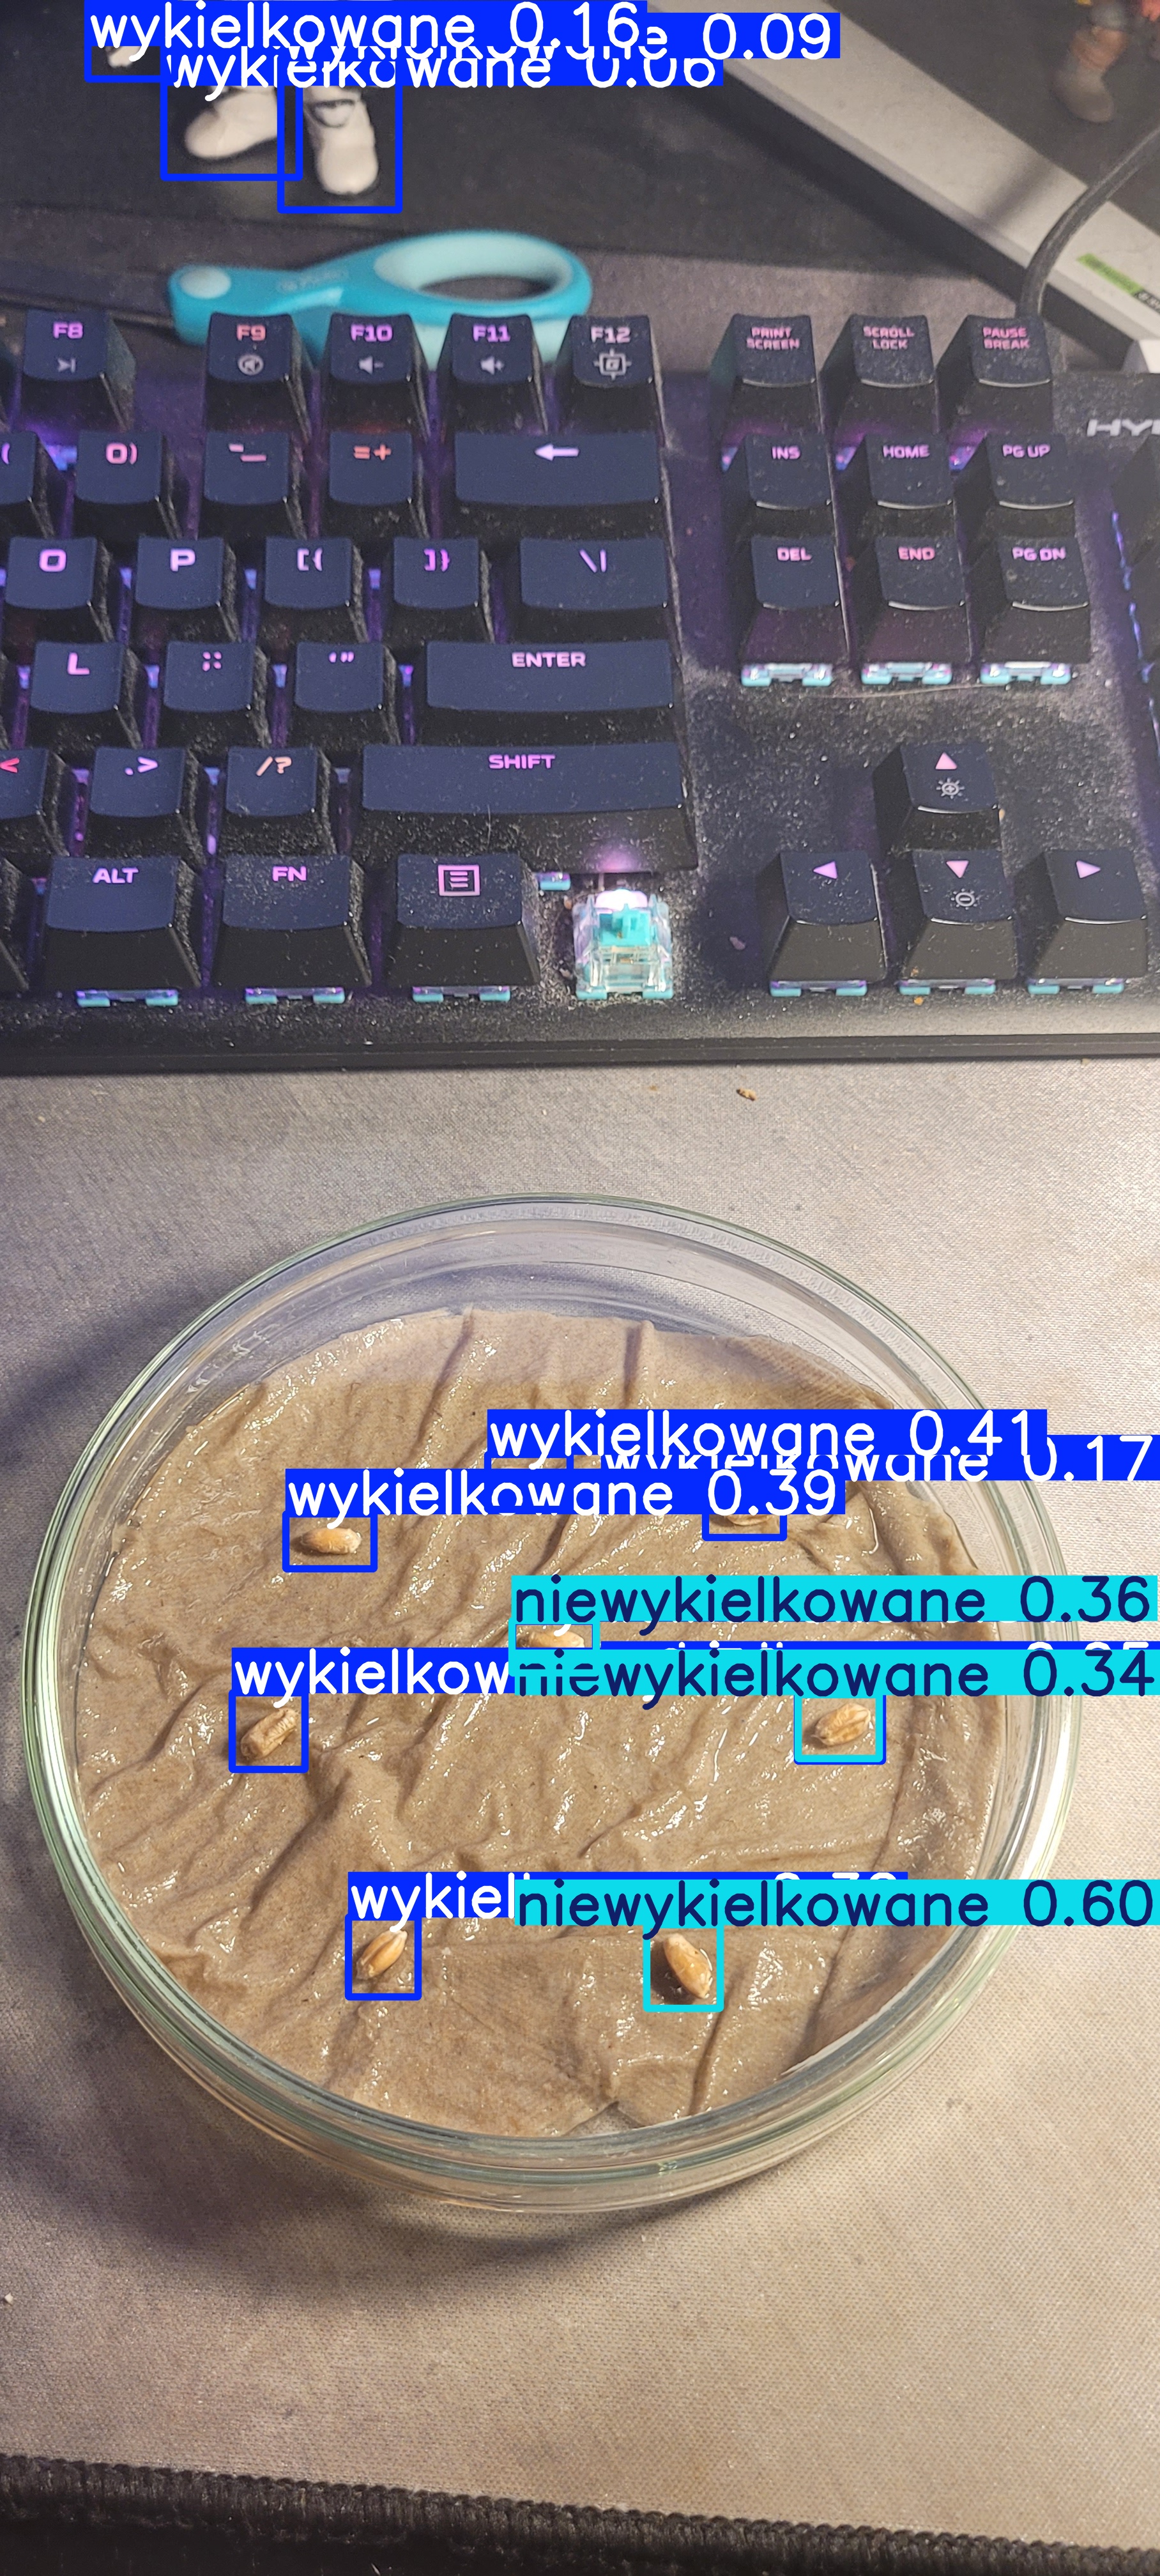 wykielkowane 0.16
0.09
wykielkowane 0.06
F8 F9 F10 F11 F12 PRINT SCREEN SCROLL LOCK PAUSE BREAK
( 0) -_ =+ INS HOME PG UP
O P [{ ]} \| DEL END PG DN
L ;: '" ENTER
< .> /? SHIFT
ALT FN
wykielkowane 0.41
wykielkowane 0.17
wykielkowane 0.39
niewykielkowane 0.36
niewykielkowane 0.34
niewykielkowane 0.60